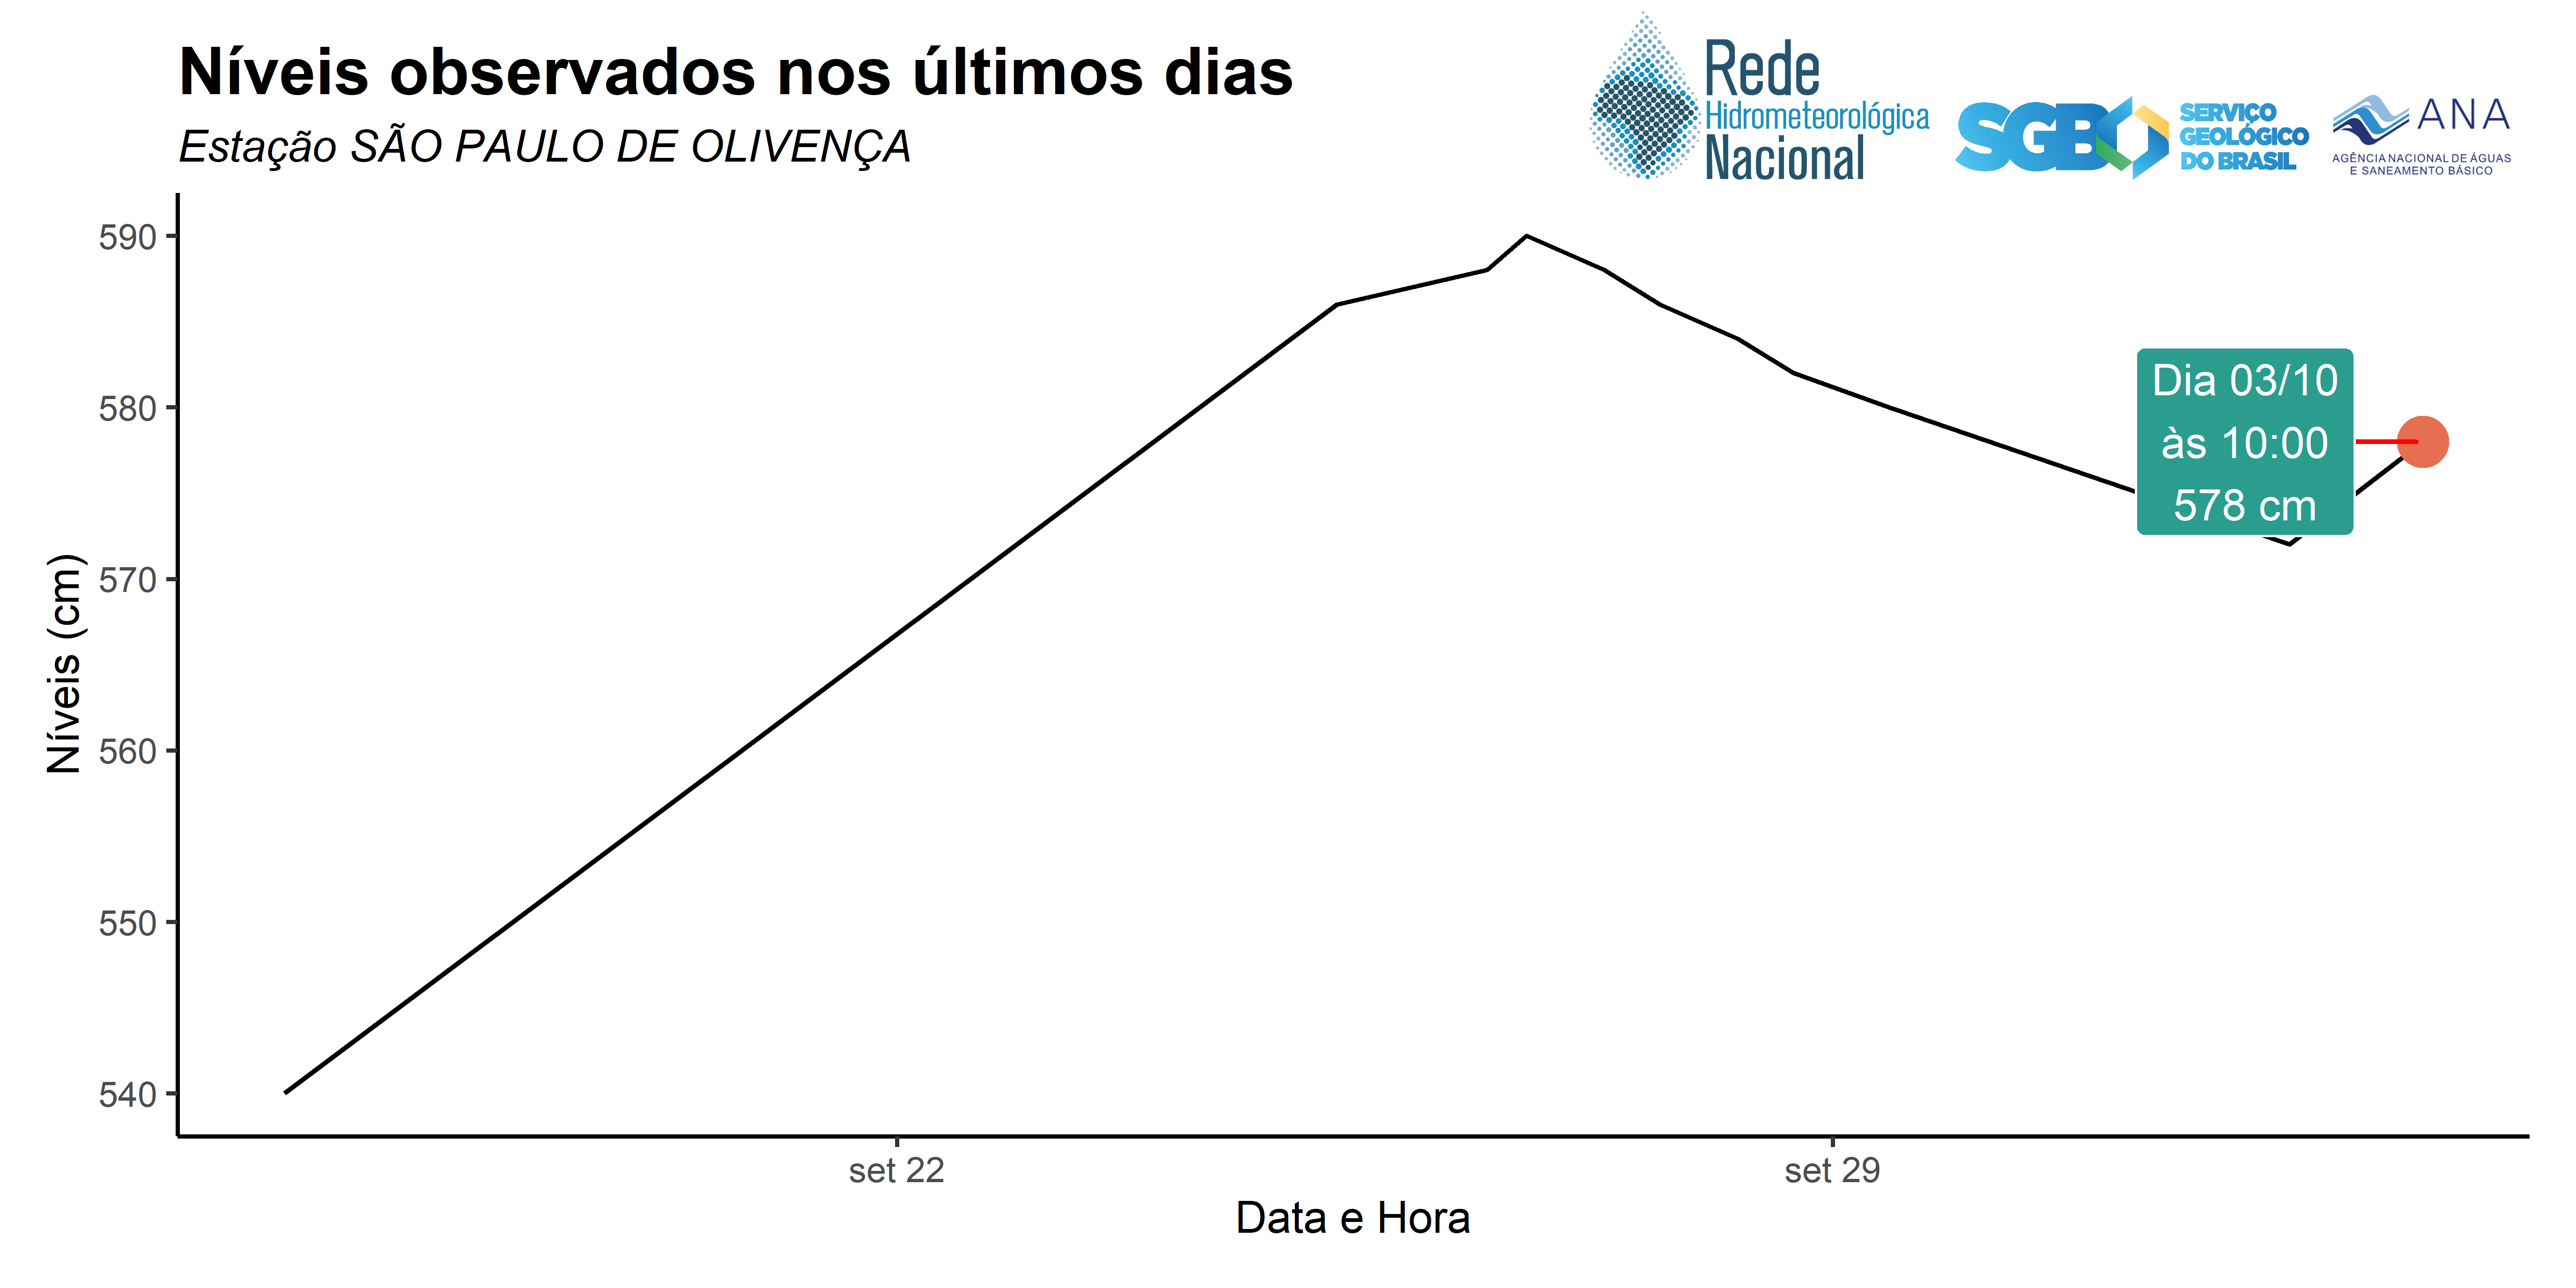 Níveis observados nos últimos dias
Estação SÃO PAULO DE OLIVENÇA
Rede
Hidrometeorológica
Nacional
SGB
SERVIÇO
GEOLÓGICO
DO BRASIL
ANA
AGÊNCIA NACIONAL DE ÁGUAS
E SANEAMENTO BÁSICO
Níveis (cm)
590
580
570
560
550
540
Dia 03/10
às 10:00
578 cm
set 22
set 29
Data e Hora